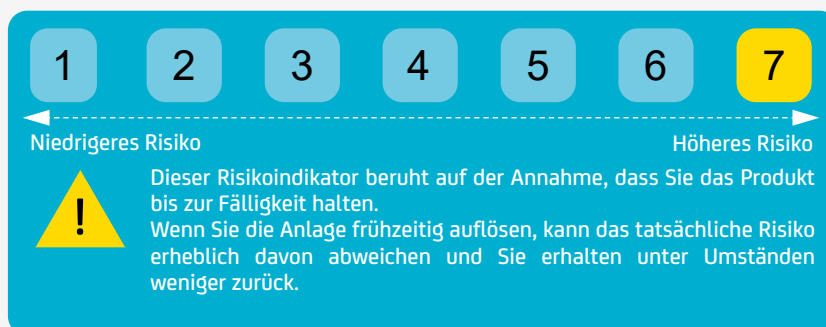 1 2 3 4 5 6 7
Niedrigeres Risiko Höheres Risiko
Dieser Risikoindikator beruht auf der Annahme, dass Sie das Produkt
bis zur Fälligkeit halten.
!
Wenn Sie die Anlage frühzeitig auflösen, kann das tatsächliche Risiko
erheblich davon abweichen und Sie erhalten unter Umständen
weniger zurück.